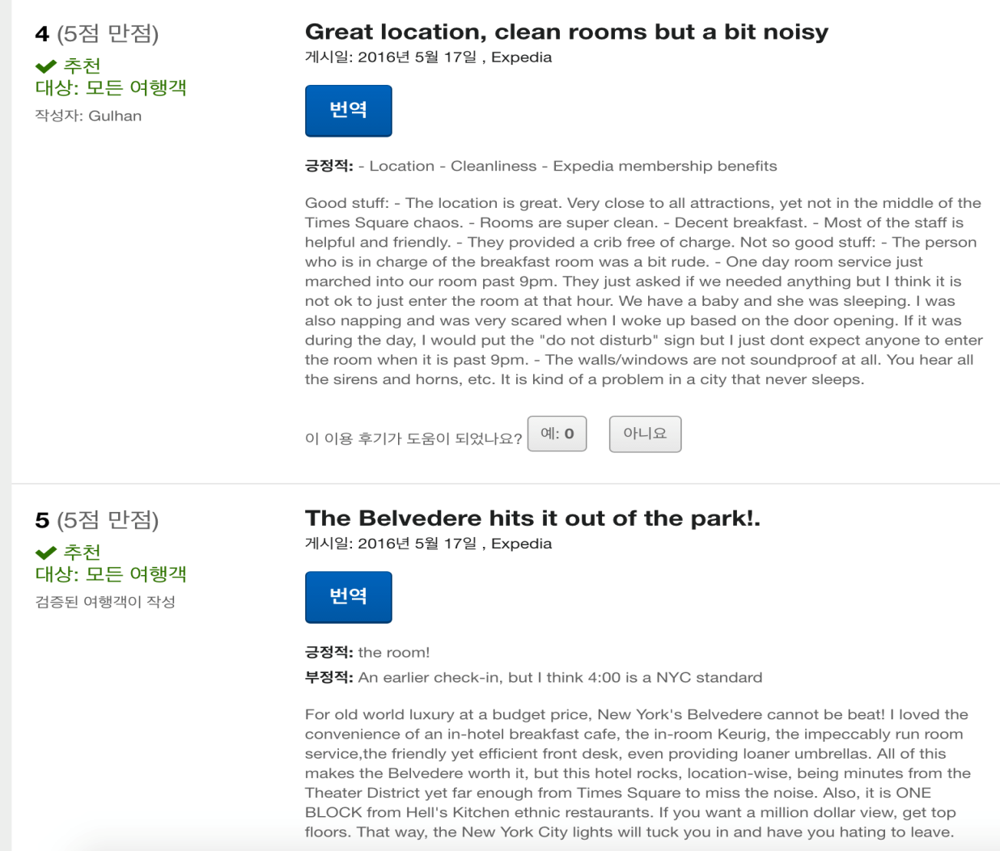 4 (5점 만점)
✔ 추천
대상: 모든 여행객
작성자: Gulhan
Great location, clean rooms but a bit noisy
게시일: 2016년 5월 17일 , Expedia
번역
긍정적: - Location - Cleanliness - Expedia membership benefits
Good stuff: - The location is great. Very close to all attractions, yet not in the middle of the
Times Square chaos. - Rooms are super clean. - Decent breakfast. - Most of the staff is
helpful and friendly. - They provided a crib free of charge. Not so good stuff: - The person
who is in charge of the breakfast room was a bit rude. - One day room service just
marched into our room past 9pm. They just asked if we needed anything but I think it is
not ok to just enter the room at that hour. We have a baby and she was sleeping. I was
also napping and was very scared when I woke up based on the door opening. If it was
during the day, I would put the "do not disturb" sign but I just dont expect anyone to enter
the room when it is past 9pm. - The walls/windows are not soundproof at all. You hear all
the sirens and horns, etc. It is kind of a problem in a city that never sleeps.
이 이용 후기가 도움이 되었나요? 예: 0 아니요
5 (5점 만점)
✔ 추천
대상: 모든 여행객
검증된 여행객이 작성
The Belvedere hits it out of the park!.
게시일: 2016년 5월 17일 , Expedia
번역
긍정적: the room!
부정적: An earlier check-in, but I think 4:00 is a NYC standard
For old world luxury at a budget price, New York's Belvedere cannot be beat! I loved the
convenience of an in-hotel breakfast cafe, the in-room Keurig, the impeccably run room
service,the friendly yet efficient front desk, even providing loaner umbrellas. All of this
makes the Belvedere worth it, but this hotel rocks, location-wise, being minutes from the
Theater District yet far enough from Times Square to miss the noise. Also, it is ONE
BLOCK from Hell's Kitchen ethnic restaurants. If you want a million dollar view, get top
floors. That way, the New York City lights will tuck you in and have you hating to leave.